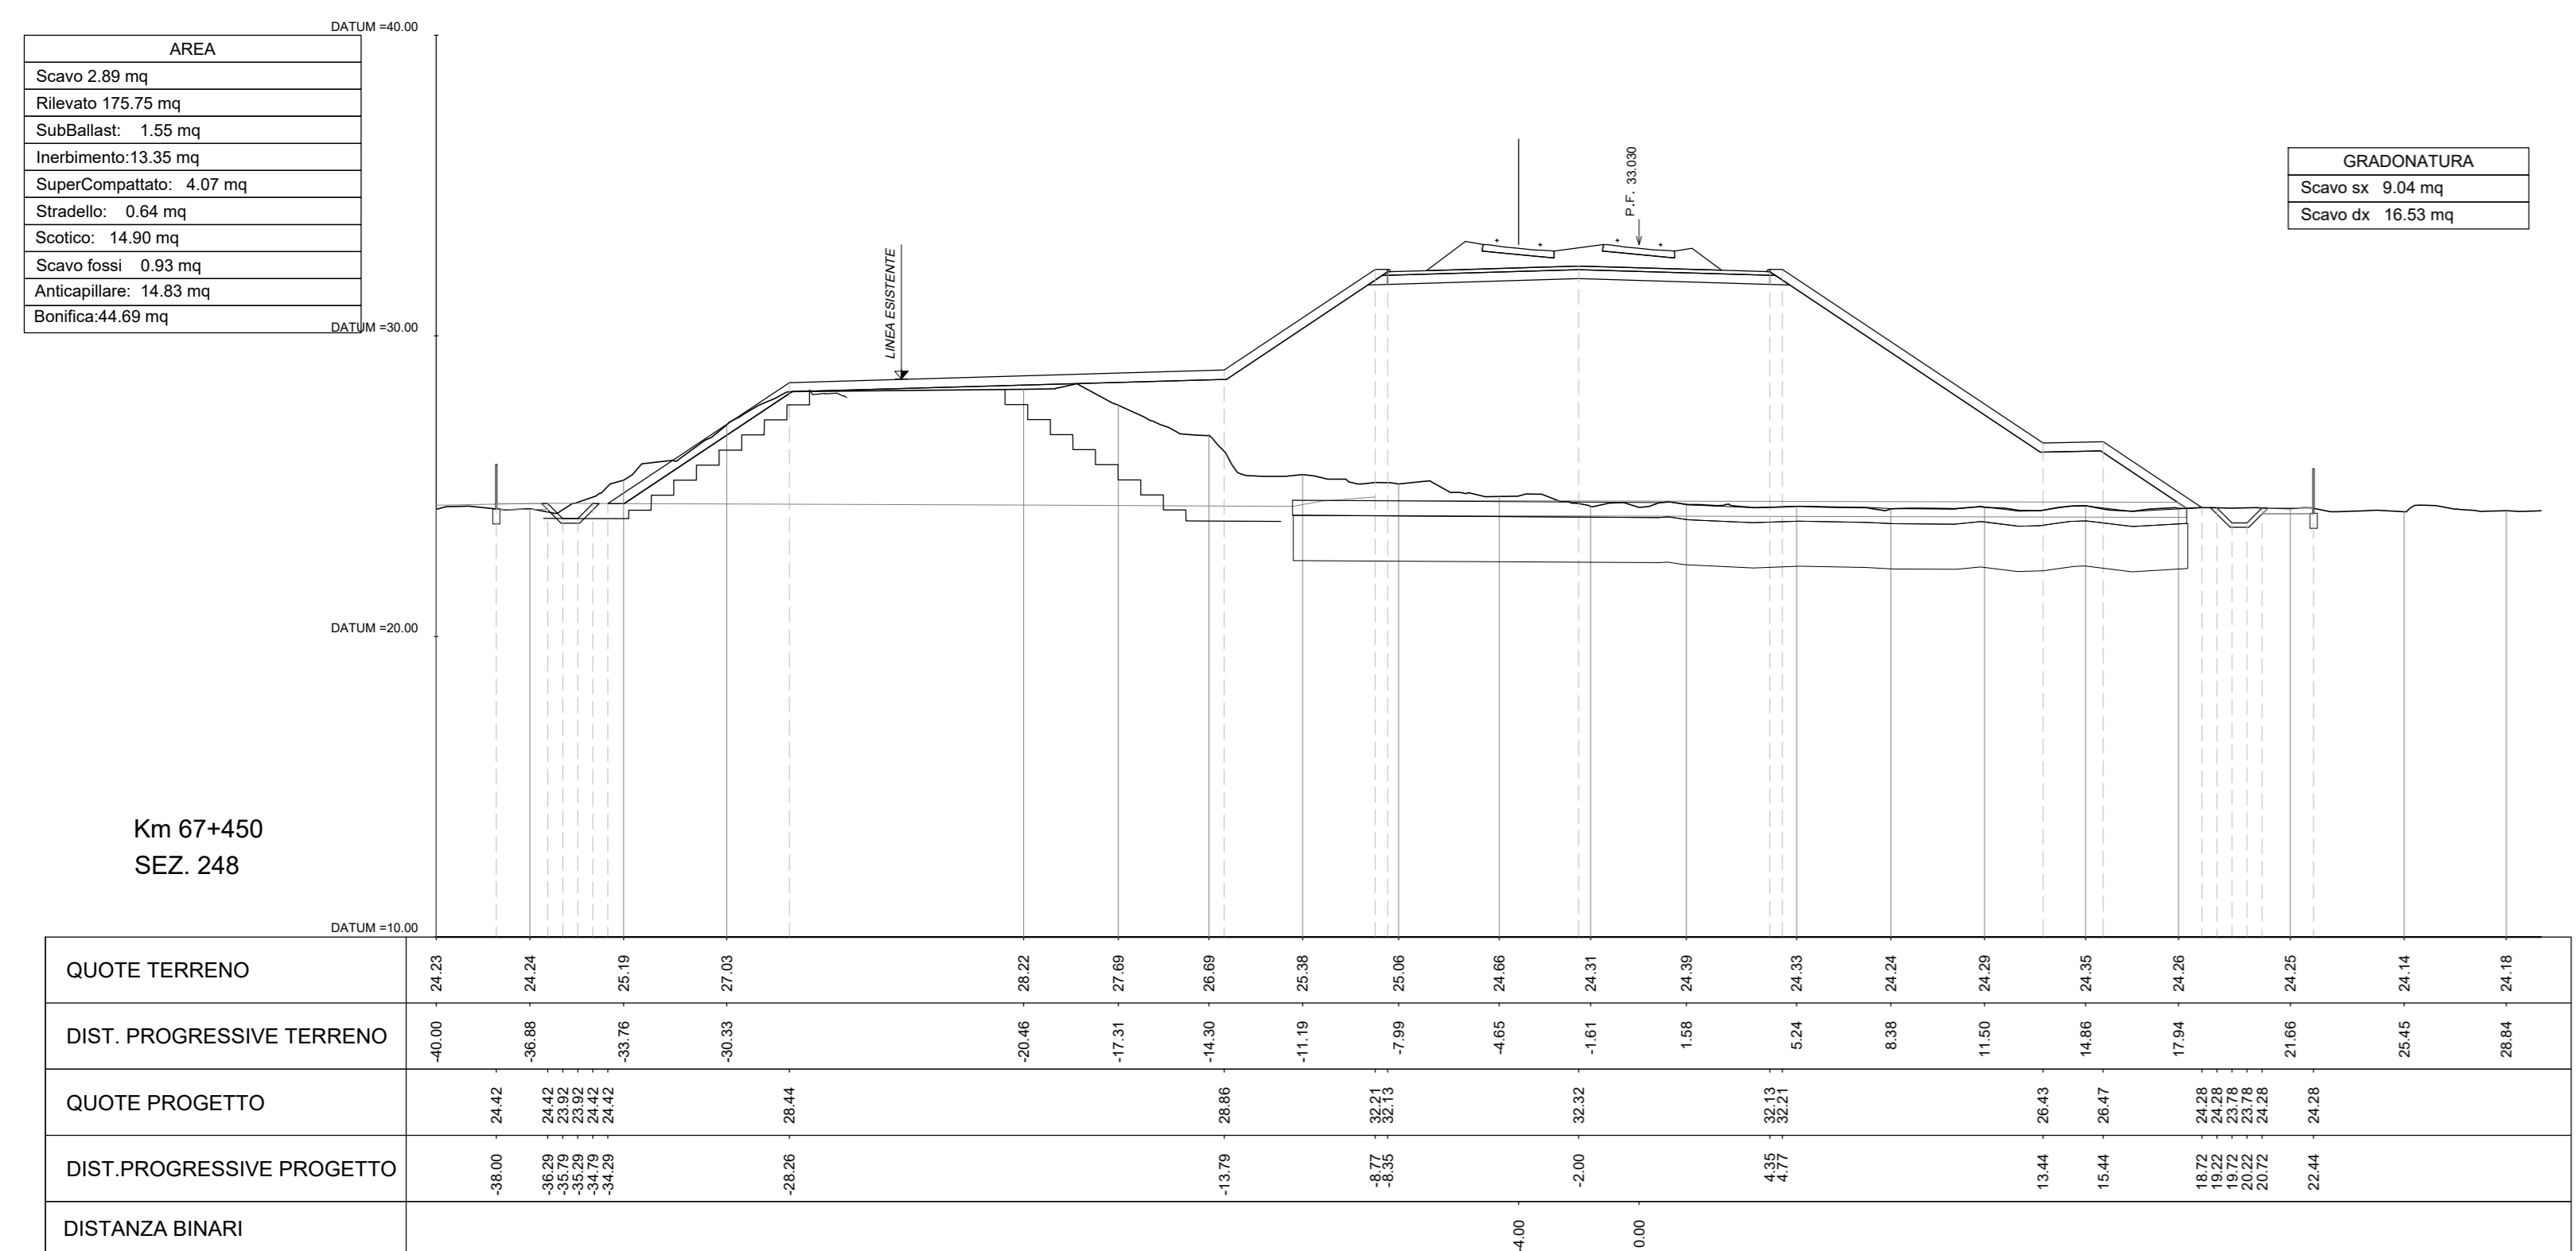 DATUM =40.00
AREA
Scavo 2.89 mq
Rilevato 175.75 mq
SubBallast: 1.55 mq
Inerbimento:13.35 mq
SuperCompattato: 4.07 mq
Stradello: 0.64 mq
Scotico: 14.90 mq
Scavo fossi 0.93 mq
Anticapillare: 14.83 mq
Bonifica:44.69 mq
DATUM =30.00
LINEA ESISTENTE
P.F. 33.030
GRADONATURA
Scavo sx 9.04 mq
Scavo dx 16.53 mq
DATUM =20.00
Km 67+450
SEZ. 248
DATUM =10.00
QUOTE TERRENO 24.23 24.24 25.19 27.03 28.22 27.69 26.69 25.38 25.06 24.66 24.31 24.39 24.33 24.24 24.29 24.35 24.26 24.25 24.14 24.18
DIST. PROGRESSIVE TERRENO -40.00 -36.88 -33.76 -30.33 -20.46 -17.31 -14.30 -11.19 -7.99 -4.65 -1.61 1.58 5.24 8.38 11.50 14.86 17.94 21.66 25.45 28.84
QUOTE PROGETTO 24.42 24.42 23.92 23.92 24.42 24.42 28.44 28.86 32.21 32.13 32.32 32.13 32.21 26.43 26.47 24.28 24.28 23.78 23.78 24.28 24.28
DIST.PROGRESSIVE PROGETTO -38.00 -36.29 -35.79 -35.29 -34.79 -34.29 -28.26 -13.79 -8.77 -8.35 -2.00 4.35 4.77 13.44 15.44 18.72 19.22 19.72 20.22 20.72 22.44
DISTANZA BINARI -4.00 0.00